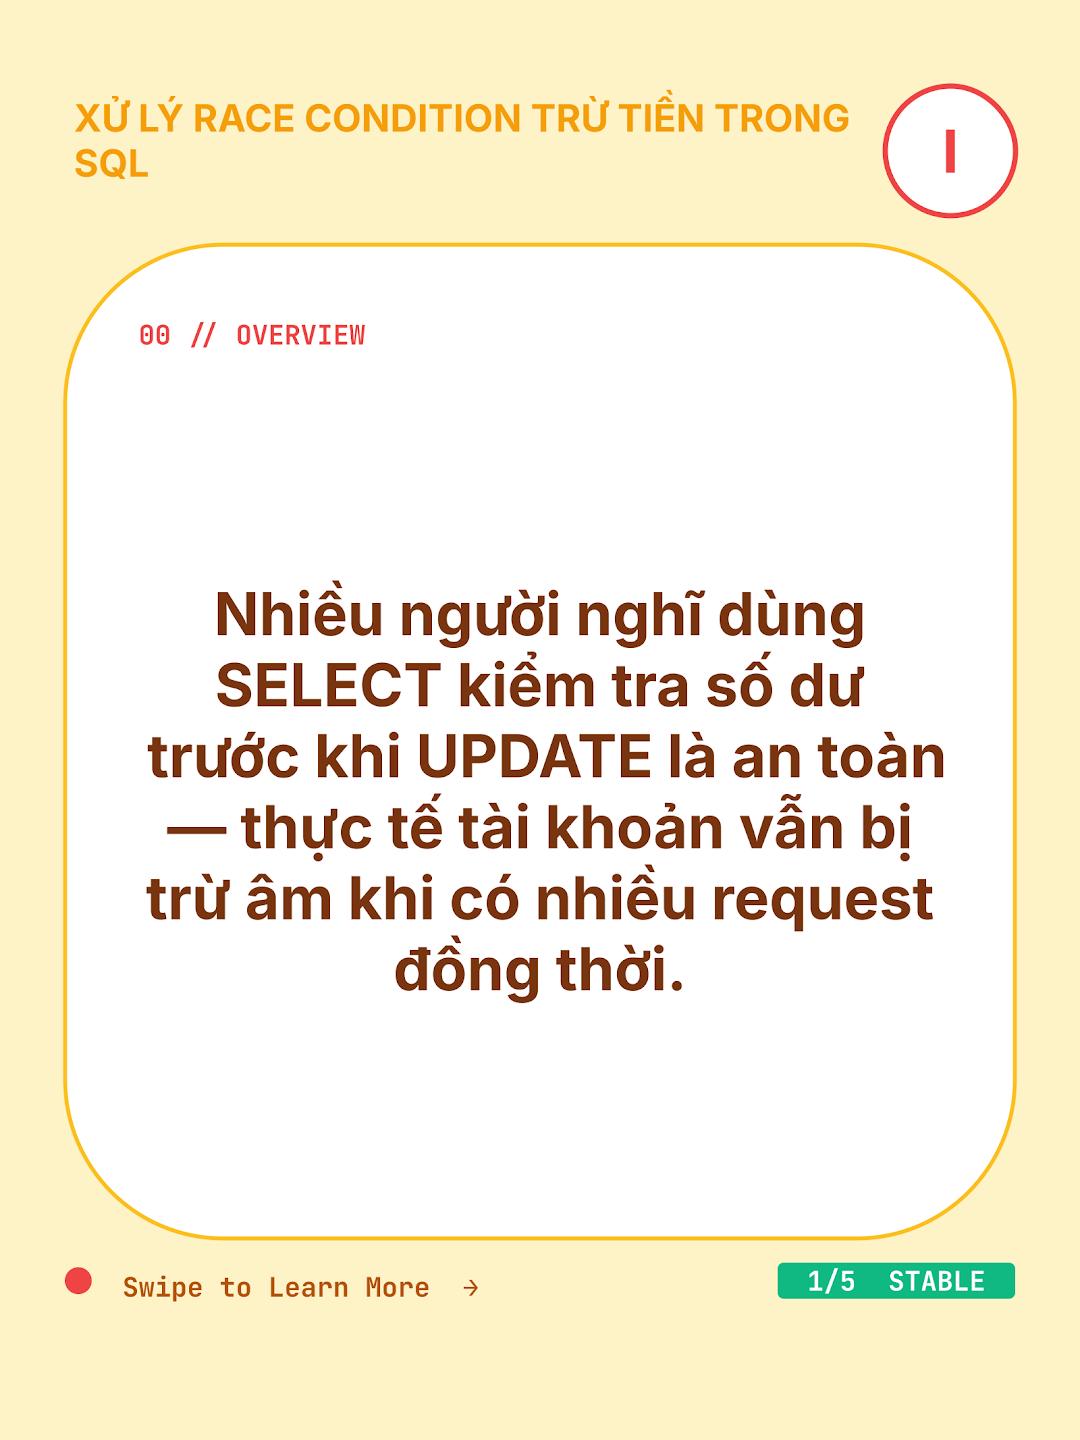 XỬ LÝ RACE CONDITION TRỪ TIỀN TRONG
SQL
I
00 // OVERVIEW
Nhiều người nghĩ dùng
SELECT kiểm tra số dư
trước khi UPDATE là an toàn
— thực tế tài khoản vẫn bị
trừ âm khi có nhiều request
đồng thời.
Swipe to Learn More →
1/5 STABLE